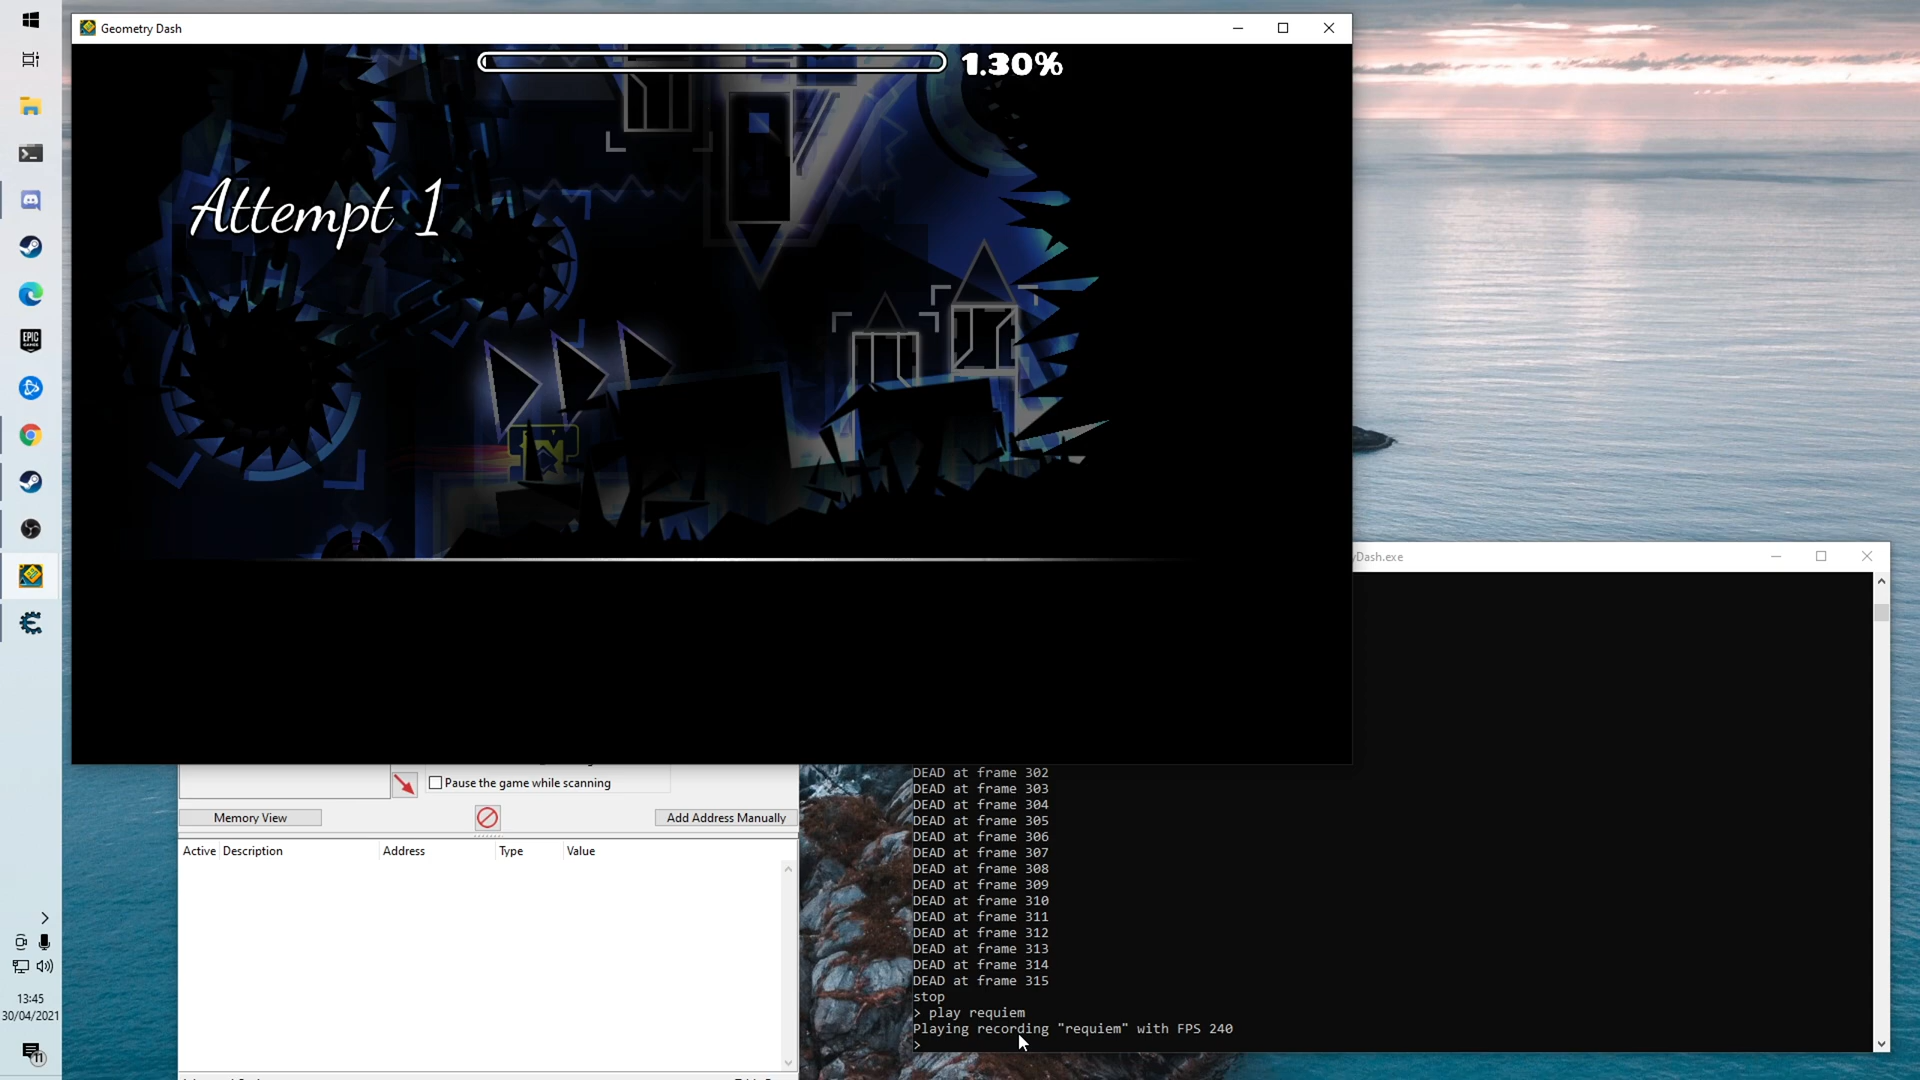 Geometry Dash
1.30%
Attempt 1
EPIC
GAMES
yDash.exe
Pause the game while scanning
Memory View
Add Address Manually
Active Description Address Type Value
DEAD at frame 302
DEAD at frame 303
DEAD at frame 304
DEAD at frame 305
DEAD at frame 306
DEAD at frame 307
DEAD at frame 308
DEAD at frame 309
DEAD at frame 310
DEAD at frame 311
DEAD at frame 312
DEAD at frame 313
DEAD at frame 314
DEAD at frame 315
stop
> play requiem
Playing recording "requiem" with FPS 240
>
13:45
30/04/2021
11